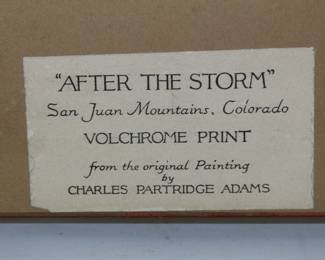 "AFTER THE STORM"
San Juan Mountains, Colorado
VOLCHROME PRINT
from the original Painting
by
CHARLES PARTRIDGE ADAMS